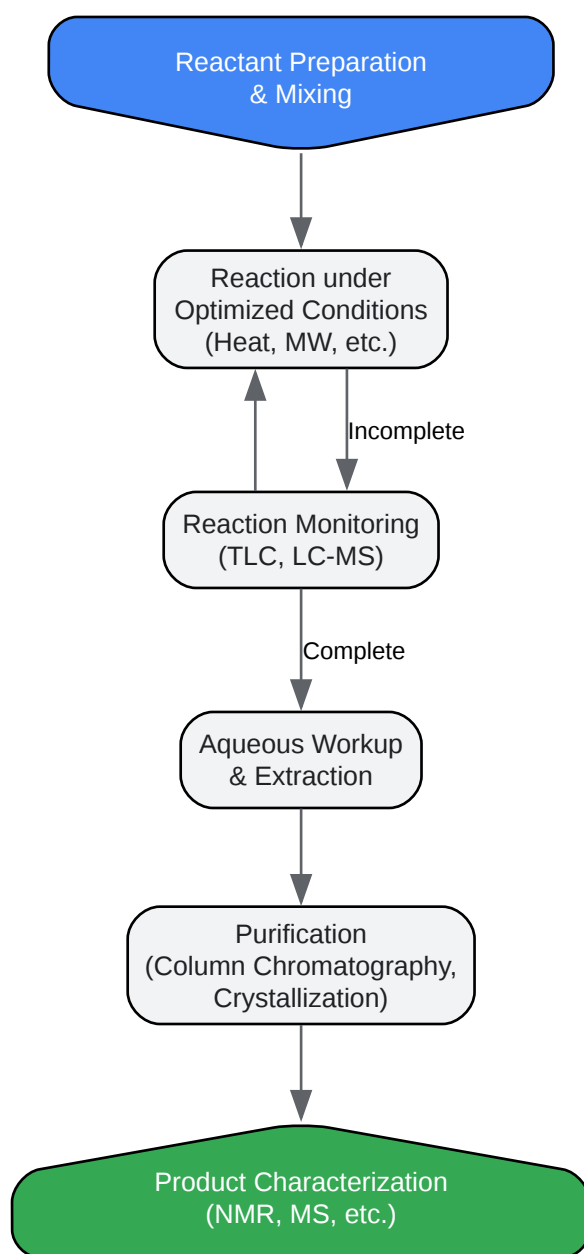 Reactant Preparation
& Mixing
Reaction under
Optimized Conditions
(Heat, MW, etc.)
Incomplete
Reaction Monitoring
(TLC, LC-MS)
Complete
Aqueous Workup
& Extraction
Purification
(Column Chromatography,
Crystallization)
Product Characterization
(NMR, MS, etc.)